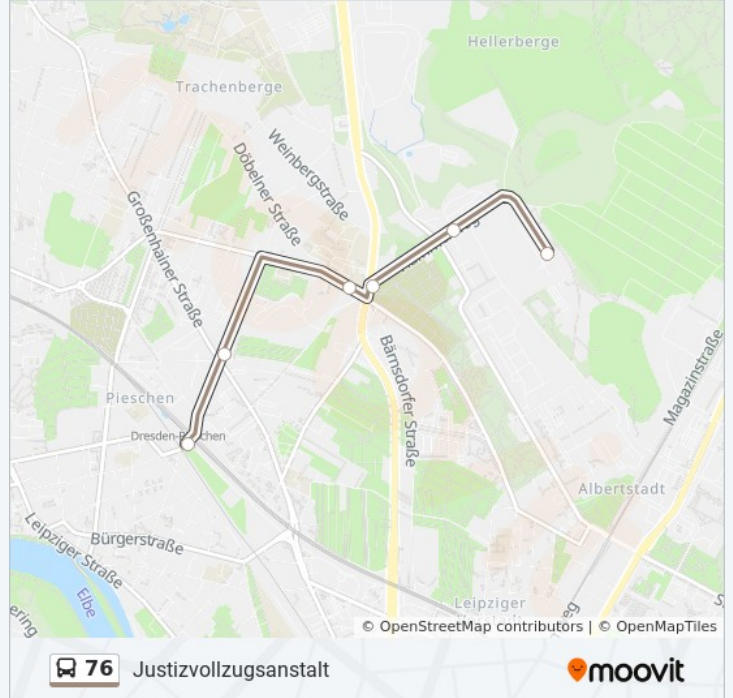 Hellerberge
Trachenberge
Weinbergstraße
Döbelner Straße
Großenhainer Straße
Bärnsdorfer Straße
Magazinstraße
Pieschen
Albertstadt
Bürgerstraße
Leipziger Straße
Elbe
Leipziger
© OpenStreetMap contributors | © OpenMapTiles
76 Justizvollzugsanstalt
moovit